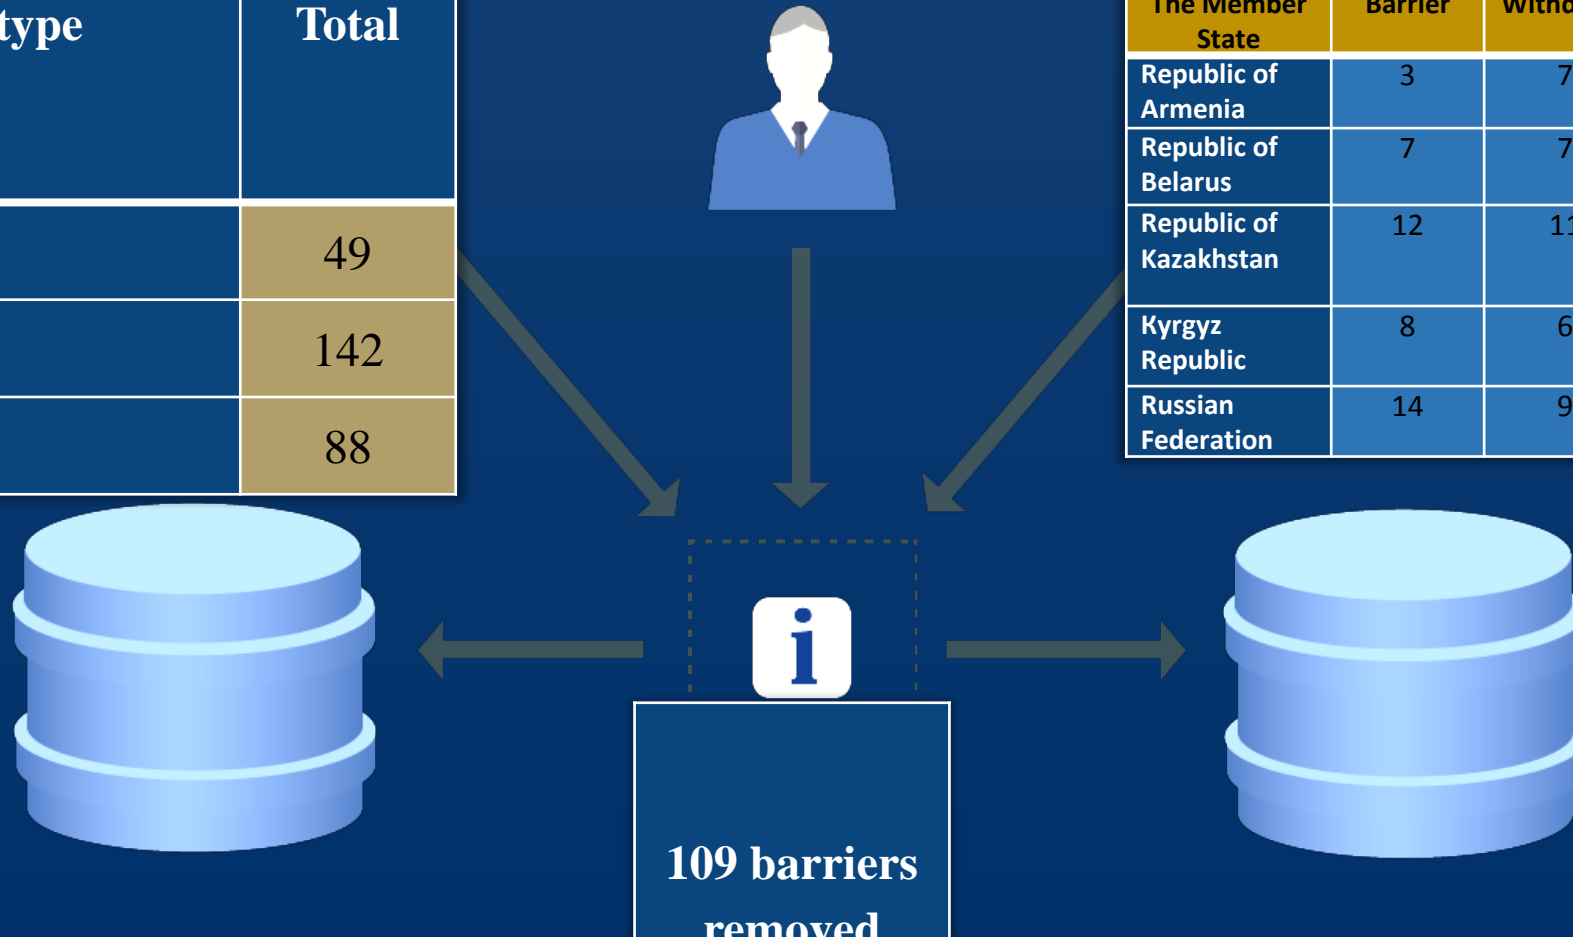 type Total
49
142
88
The Member Barrier
State
Republic of 3
Armenia
Republic of 7
Belarus
Republic of 12
Kazakhstan
Kyrgyz 8
Republic
Russian 14
Federation
i
109 barriers
removed